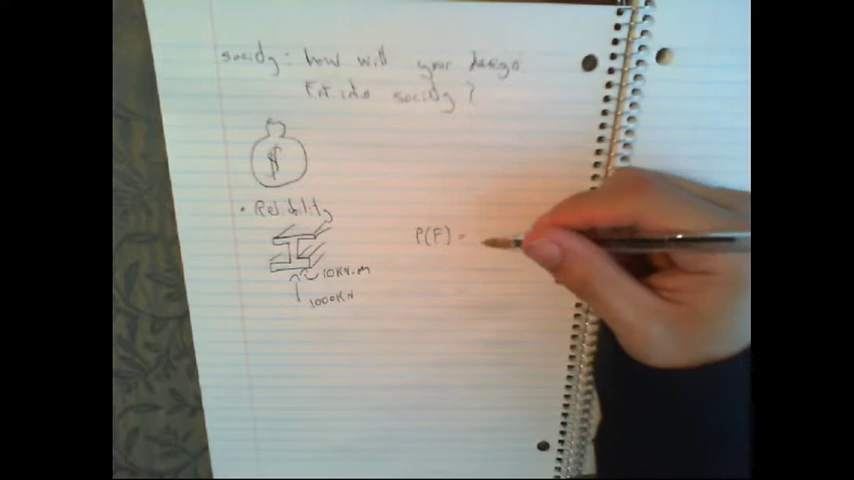 society: how will your design
fit into society?
$
• Reliability
P(F) =
10KN.m
1000KN